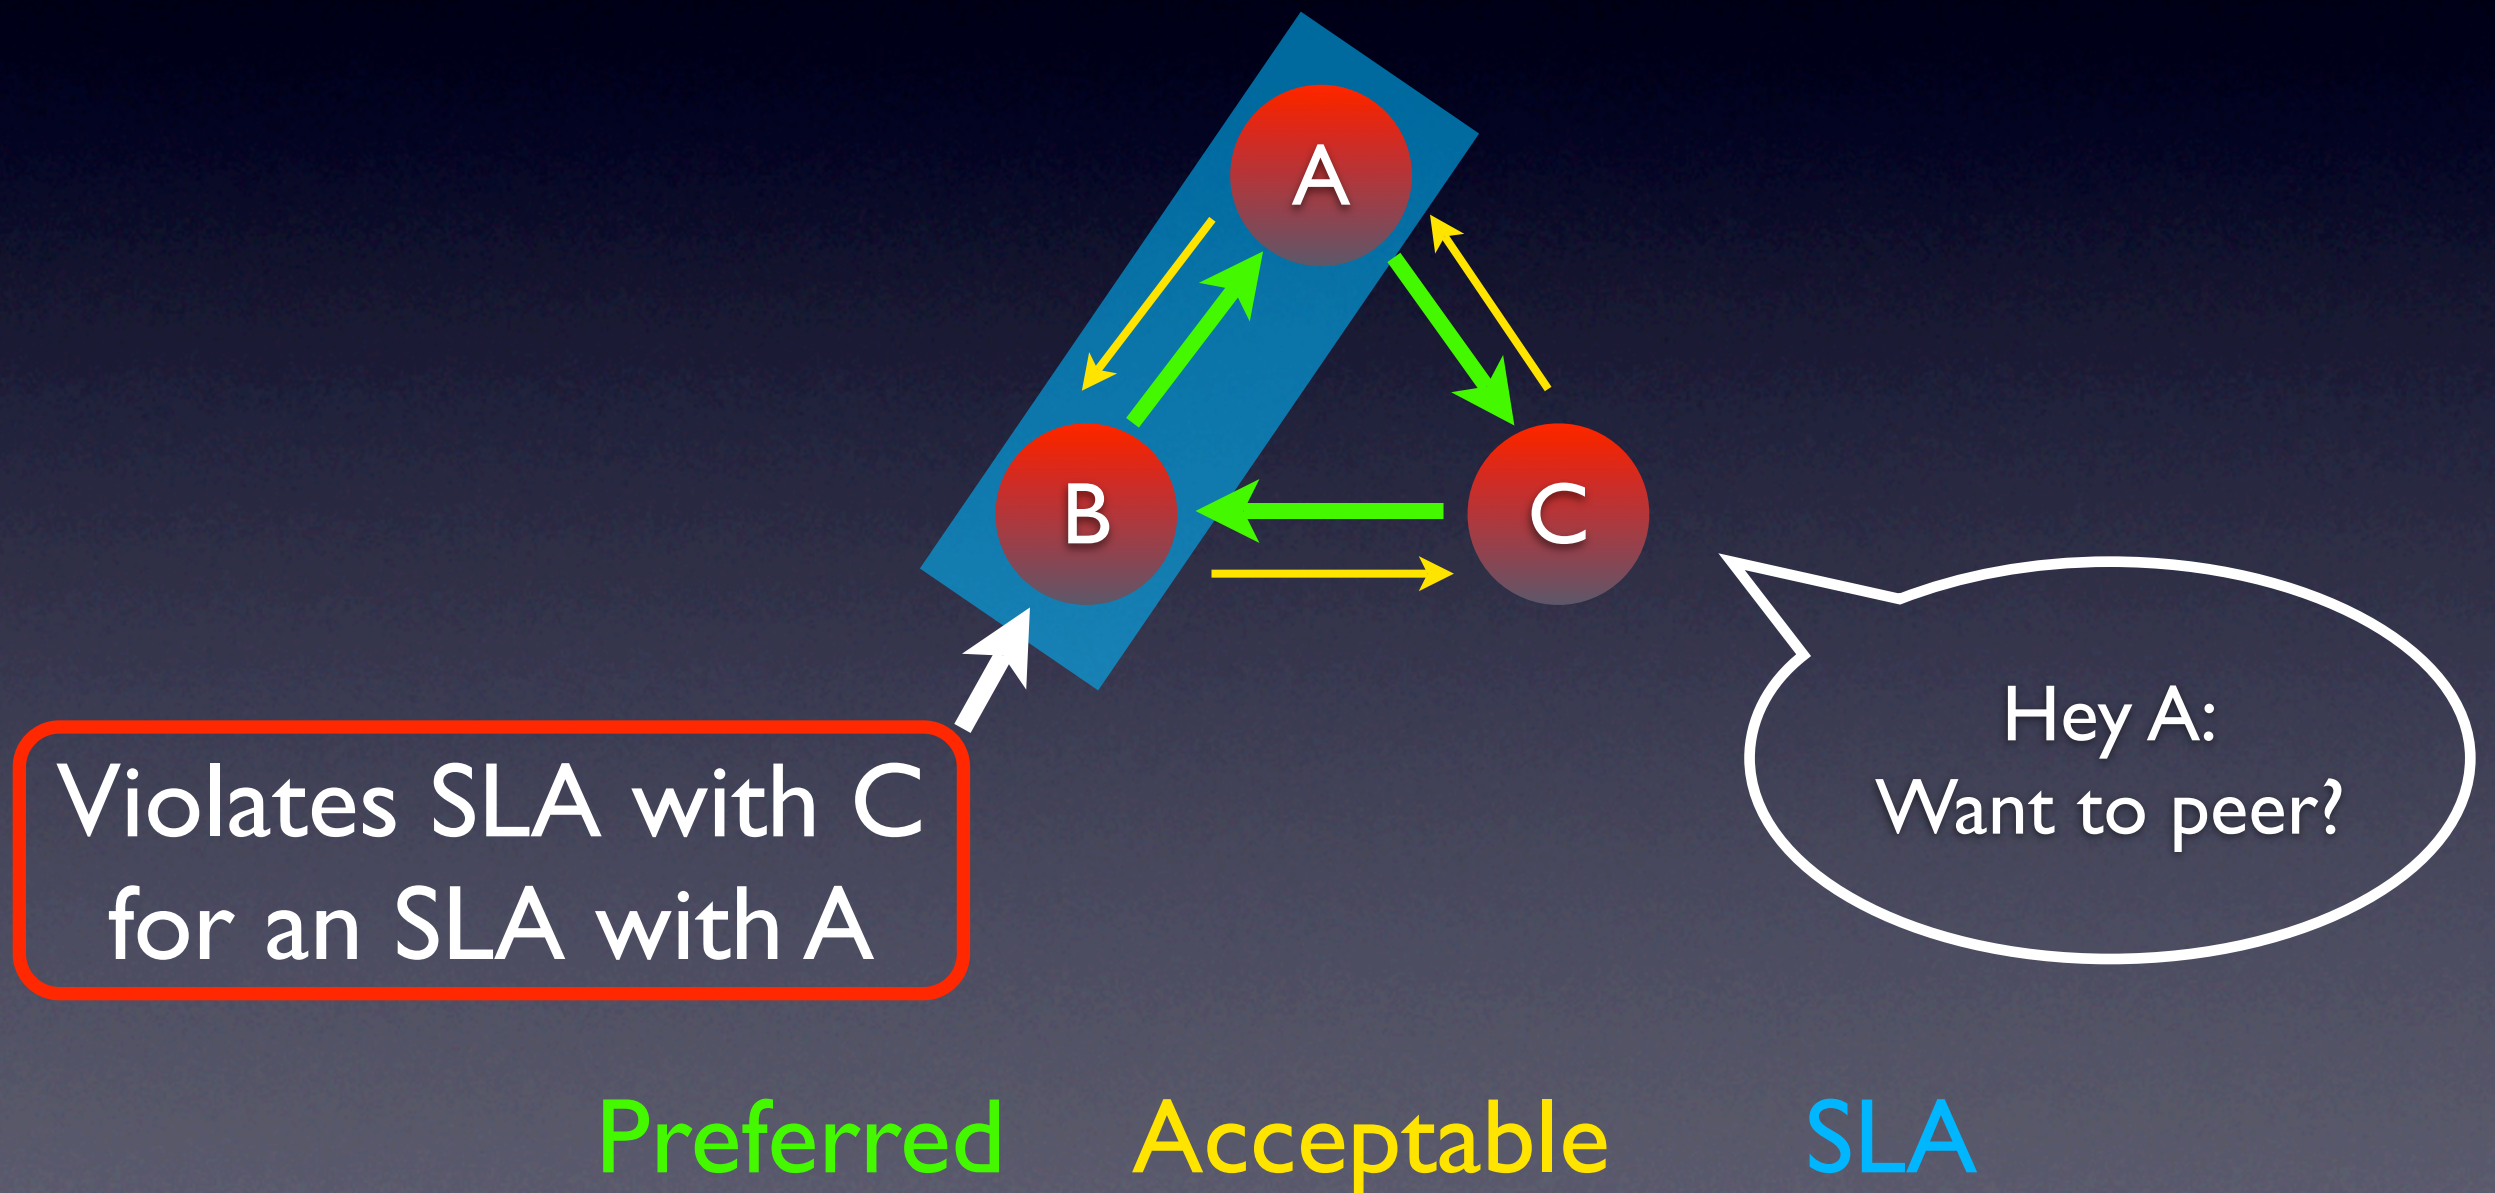 A
B
C
Hey A:
Want to peer?
Violates SLA with C
for an SLA with A
Preferred
Acceptable
SLA